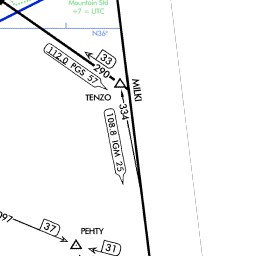 Mountain Std
+7 = UTC
N36°
33
112.0 PGS 57
290
MILKI
TENZO
334
108.8 IGM 25
097
37
PEHTY
31